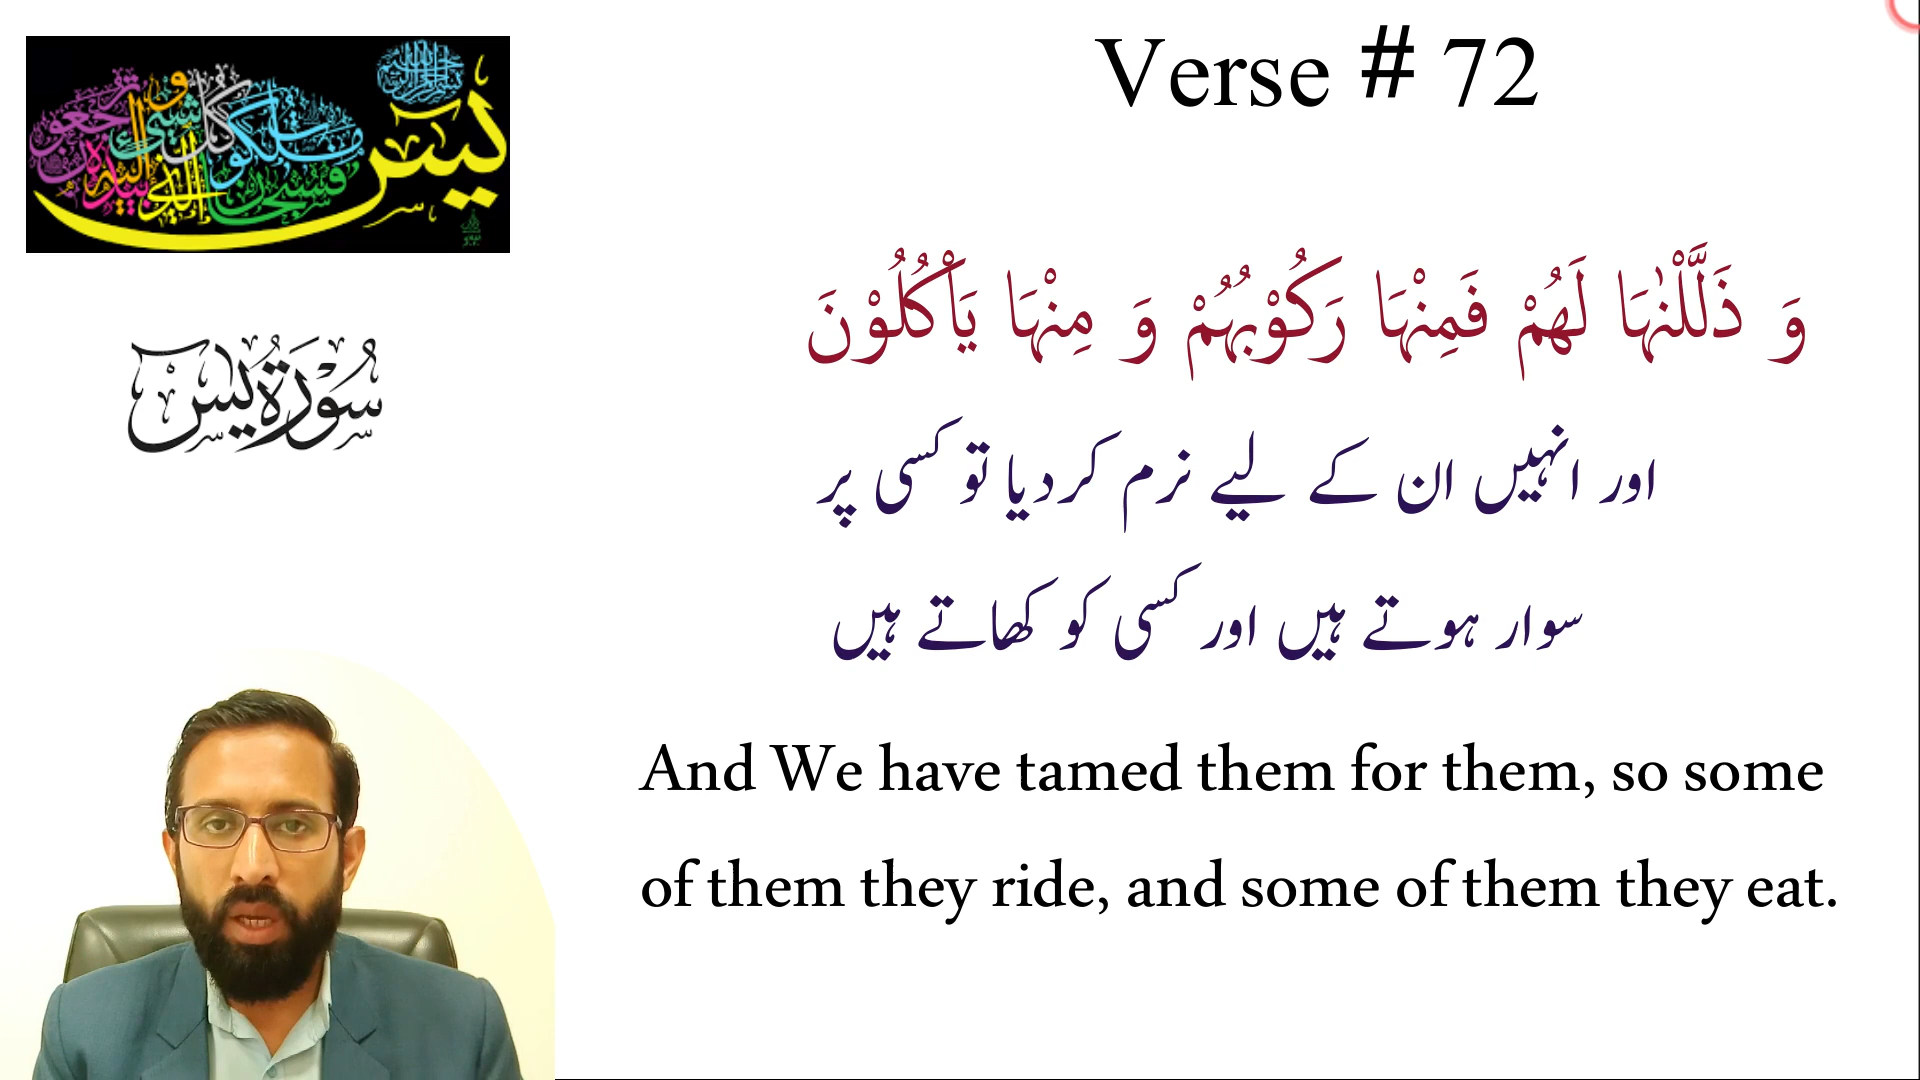 Verse # 72
سُوْرَةُ يٰسٓ
وَ ذَلَّلْنٰهَا لَهُمْ فَمِنْهَا رَكُوْبُهُمْ وَ مِنْهَا يَاْكُلُوْنَ
اور انہیں ان کے لیے نرم کردیا تو کسی پر
سوار ہوتے ہیں اور کسی کو کھاتے ہیں
And We have tamed them for them, so some
of them they ride, and some of them they eat.